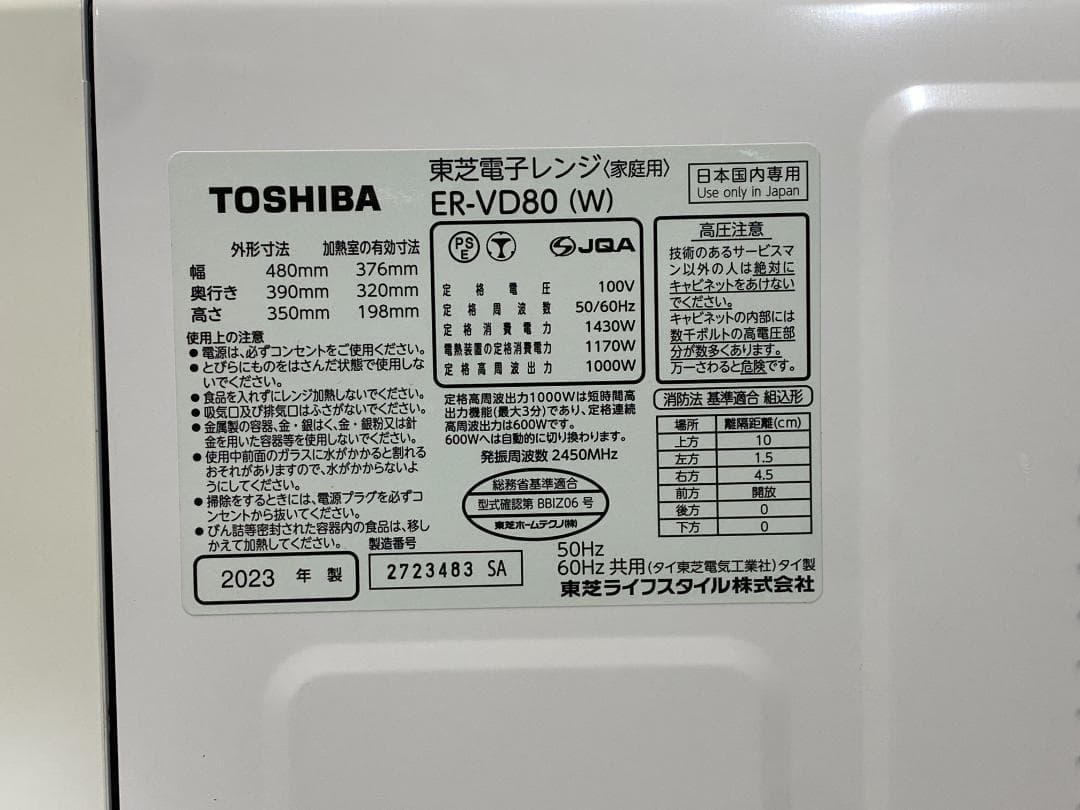 TOSHIBA
東芝電子レンジ〈家庭用〉
ER-VD80 (W)
日本国内専用
Use only in Japan
外形寸法 加熱室の有効寸法
幅 480mm 376mm
奥行き 390mm 320mm
高さ 350mm 198mm
使用上の注意
●電源は、必ずコンセントをご使用ください。
●とびらにものをはさんだ状態で使用しな
いでください。
●食品を入れずにレンジ加熱しないでください。
●吸気口及び排気口はふさがないでください。
●金属製の容器、金・銀はく、金・銀粉又は針
金を用いた容器等を使用しないでください。
●使用中前面のガラスに水がかかると割れる
おそれがありますので、水がかからないよ
うにしてください。
●掃除をするときには、電源プラグを必ずコ
ンセントから抜いてください。
●びん詰等密封された容器内の食品は、移し
かえて加熱してください。
2023 年 製
製造番号
2723483 SA
PS
E
JQA
定格電圧 100V
定格周波数 50/60Hz
定格消費電力 1430W
電熱装置の定格消費電力 1170W
定格高周波出力 1000W
定格高周波出力1000Wは短時間高
出力機能(最大3分)であり、定格連続
高周波出力は600Wです。
600Wへは自動的に切り換わります。
発振周波数 2450MHz
総務省基準適合
型式確認第 BBIZ06 号
東芝ホームテクノ(株)
高圧注意
技術のあるサービスマ
ン以外の人は絶対に
キャビネットをあけない
でください。
キャビネットの内部には
数千ボルトの高電圧部
分が数多くあります。
万一さわると危険です。
消防法 基準適合 組込形
場所 離隔距離(cm)
上方 10
左方 1.5
右方 4.5
前方 開放
後方 0
下方 0
50Hz
60Hz 共用 (タイ東芝電気工業社) タイ製
東芝ライフスタイル株式会社